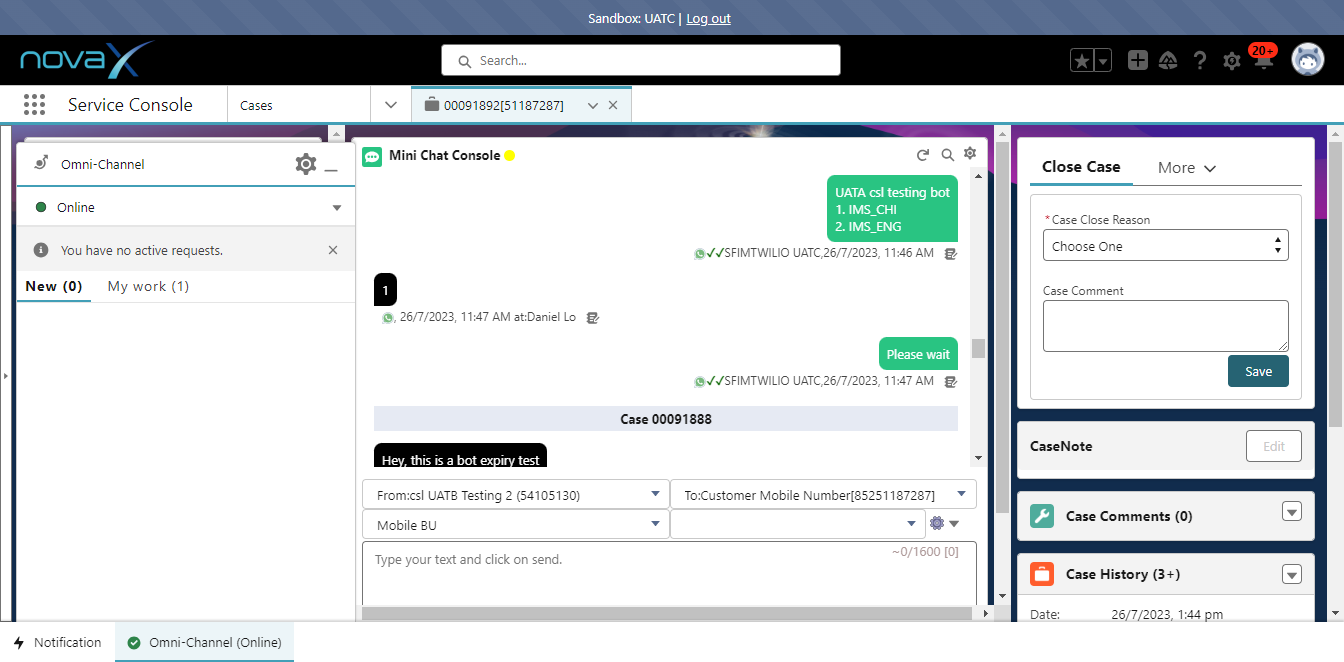 Sandbox: UATC | Log out
novaX
Search...
20+
Service Console
Cases
00091892[51187287]
Omni-Channel
Online
You have no active requests.
New (0)
My work (1)
Mini Chat Console
UATA csl testing bot
1. IMS_CHI
2. IMS_ENG
✓✓SFIMTWILIO UATC,26/7/2023, 11:46 AM
1
, 26/7/2023, 11:47 AM at:Daniel Lo
Please wait
✓✓SFIMTWILIO UATC,26/7/2023, 11:47 AM
Case 00091888
Hey, this is a bot expiry test
From:csl UATB Testing 2 (54105130)
To:Customer Mobile Number[85251187287]
Mobile BU
Type your text and click on send.
~0/1600 [0]
Close Case
More
*Case Close Reason
Choose One
Case Comment
Save
CaseNote
Edit
Case Comments (0)
Case History (3+)
Date:
26/7/2023, 1:44 pm
Notification
Omni-Channel (Online)